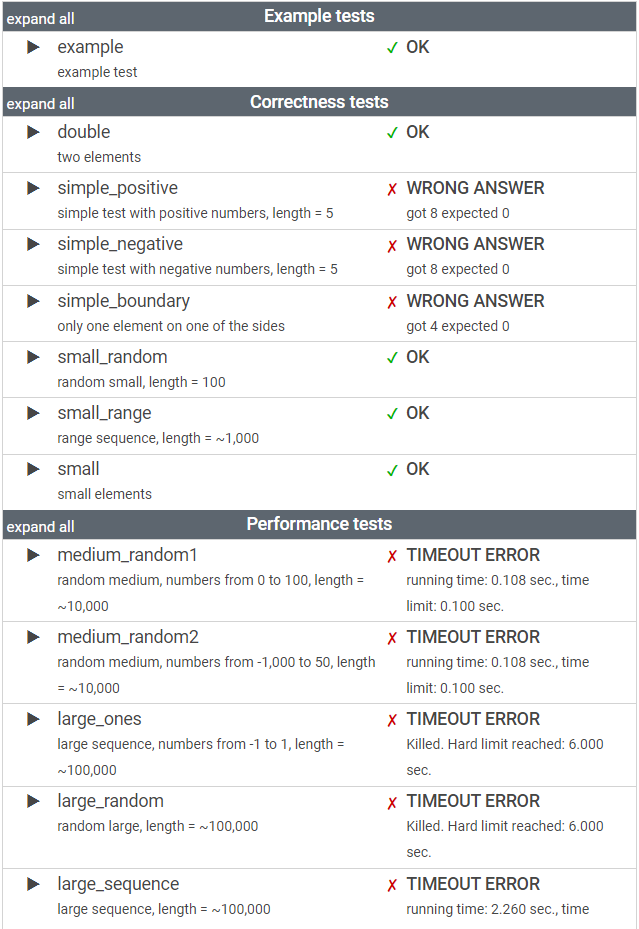 expand all Example tests
example OK
example test
expand all Correctness tests
double OK
two elements
simple_positive WRONG ANSWER
simple test with positive numbers, length = 5 got 8 expected 0
simple_negative WRONG ANSWER
simple test with negative numbers, length = 5 got 8 expected 0
simple_boundary WRONG ANSWER
only one element on one of the sides got 4 expected 0
small_random OK
random small, length = 100
small_range OK
range sequence, length = ~1,000
small OK
small elements
expand all Performance tests
medium_random1 TIMEOUT ERROR
random medium, numbers from 0 to 100, length = running time: 0.108 sec., time
~10,000 limit: 0.100 sec.
medium_random2 TIMEOUT ERROR
random medium, numbers from -1,000 to 50, length running time: 0.108 sec., time
= ~10,000 limit: 0.100 sec.
large_ones TIMEOUT ERROR
large sequence, numbers from -1 to 1, length = Killed. Hard limit reached: 6.000
~100,000 sec.
large_random TIMEOUT ERROR
random large, length = ~100,000 Killed. Hard limit reached: 6.000
sec.
large_sequence TIMEOUT ERROR
large sequence, length = ~100,000 running time: 2.260 sec., time